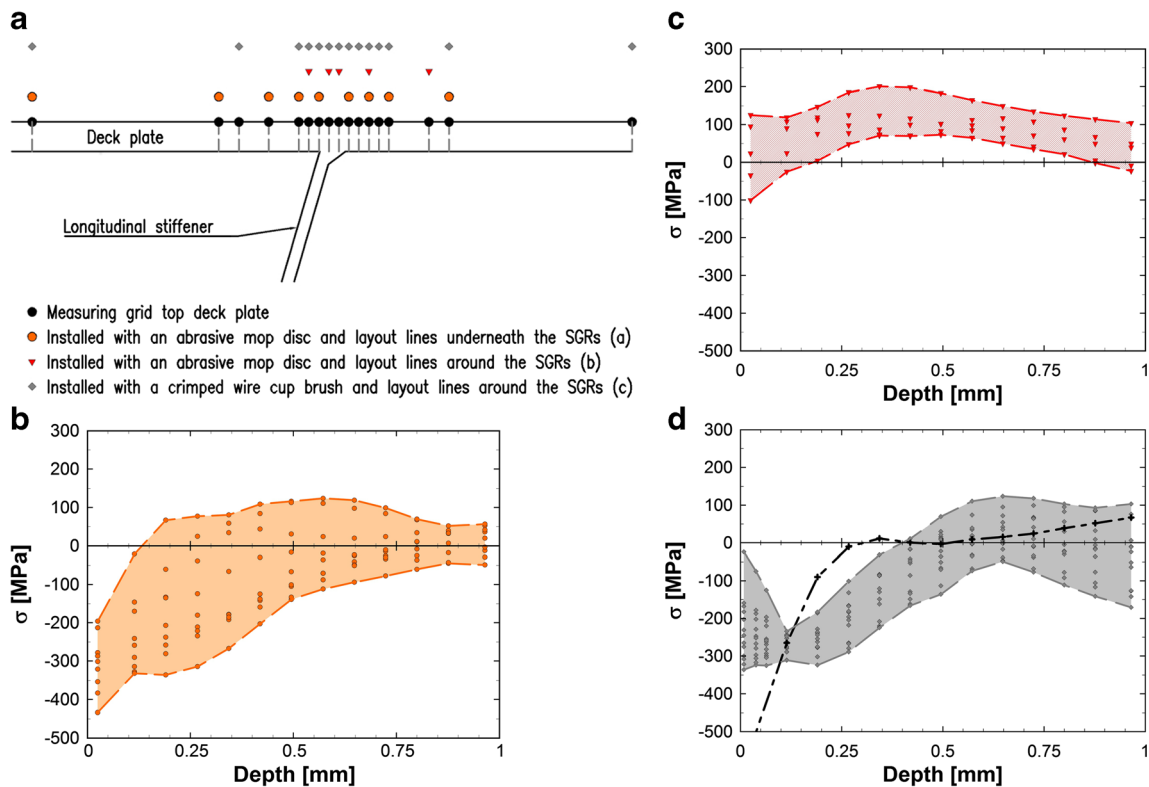 a
Deck plate
Longitudinal stiffener
Measuring grid top deck plate
Installed with an abrasive mop disc and layout lines underneath the SGRs (a)
Installed with an abrasive mop disc and layout lines around the SGRs (b)
Installed with a crimped wire cup brush and layout lines around the SGRs (c)
b
300
200
100
0
-100
-200
-300
-400
-500
σ [MPa]
0 0.25 0.5 0.75 1
Depth [mm]
c
300
200
100
0
-100
-200
-300
-400
-500
σ [MPa]
0 0.25 0.5 0.75 1
Depth [mm]
d
300
200
100
0
-100
-200
-300
-400
-500
σ [MPa]
0 0.25 0.5 0.75 1
Depth [mm]